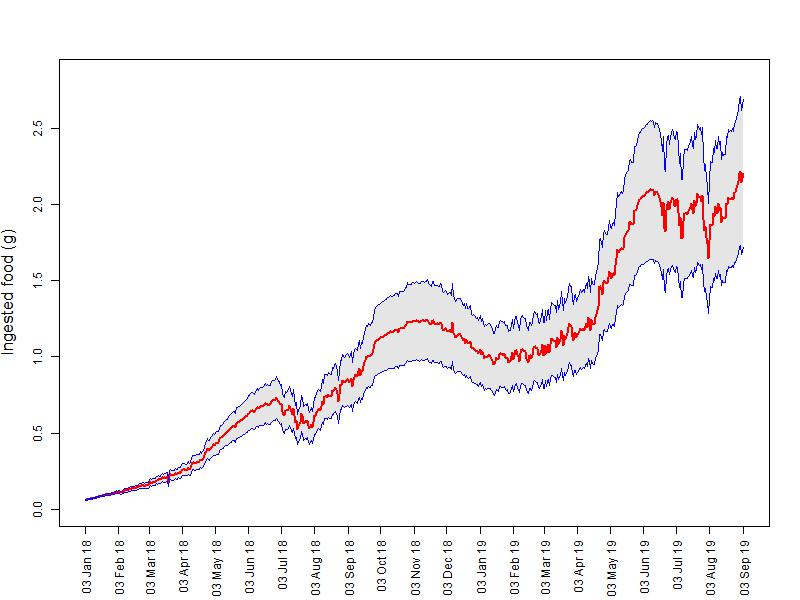 Ingested food (g)
2.5
2.0
1.5
1.0
0.5
0.0
03 Jan 18
03 Feb 18
03 Mar 18
03 Apr 18
03 May 18
03 Jun 18
03 Jul 18
03 Aug 18
03 Sep 18
03 Oct 18
03 Nov 18
03 Dec 18
03 Jan 19
03 Feb 19
03 Mar 19
03 Apr 19
03 May 19
03 Jun 19
03 Jul 19
03 Aug 19
03 Sep 19